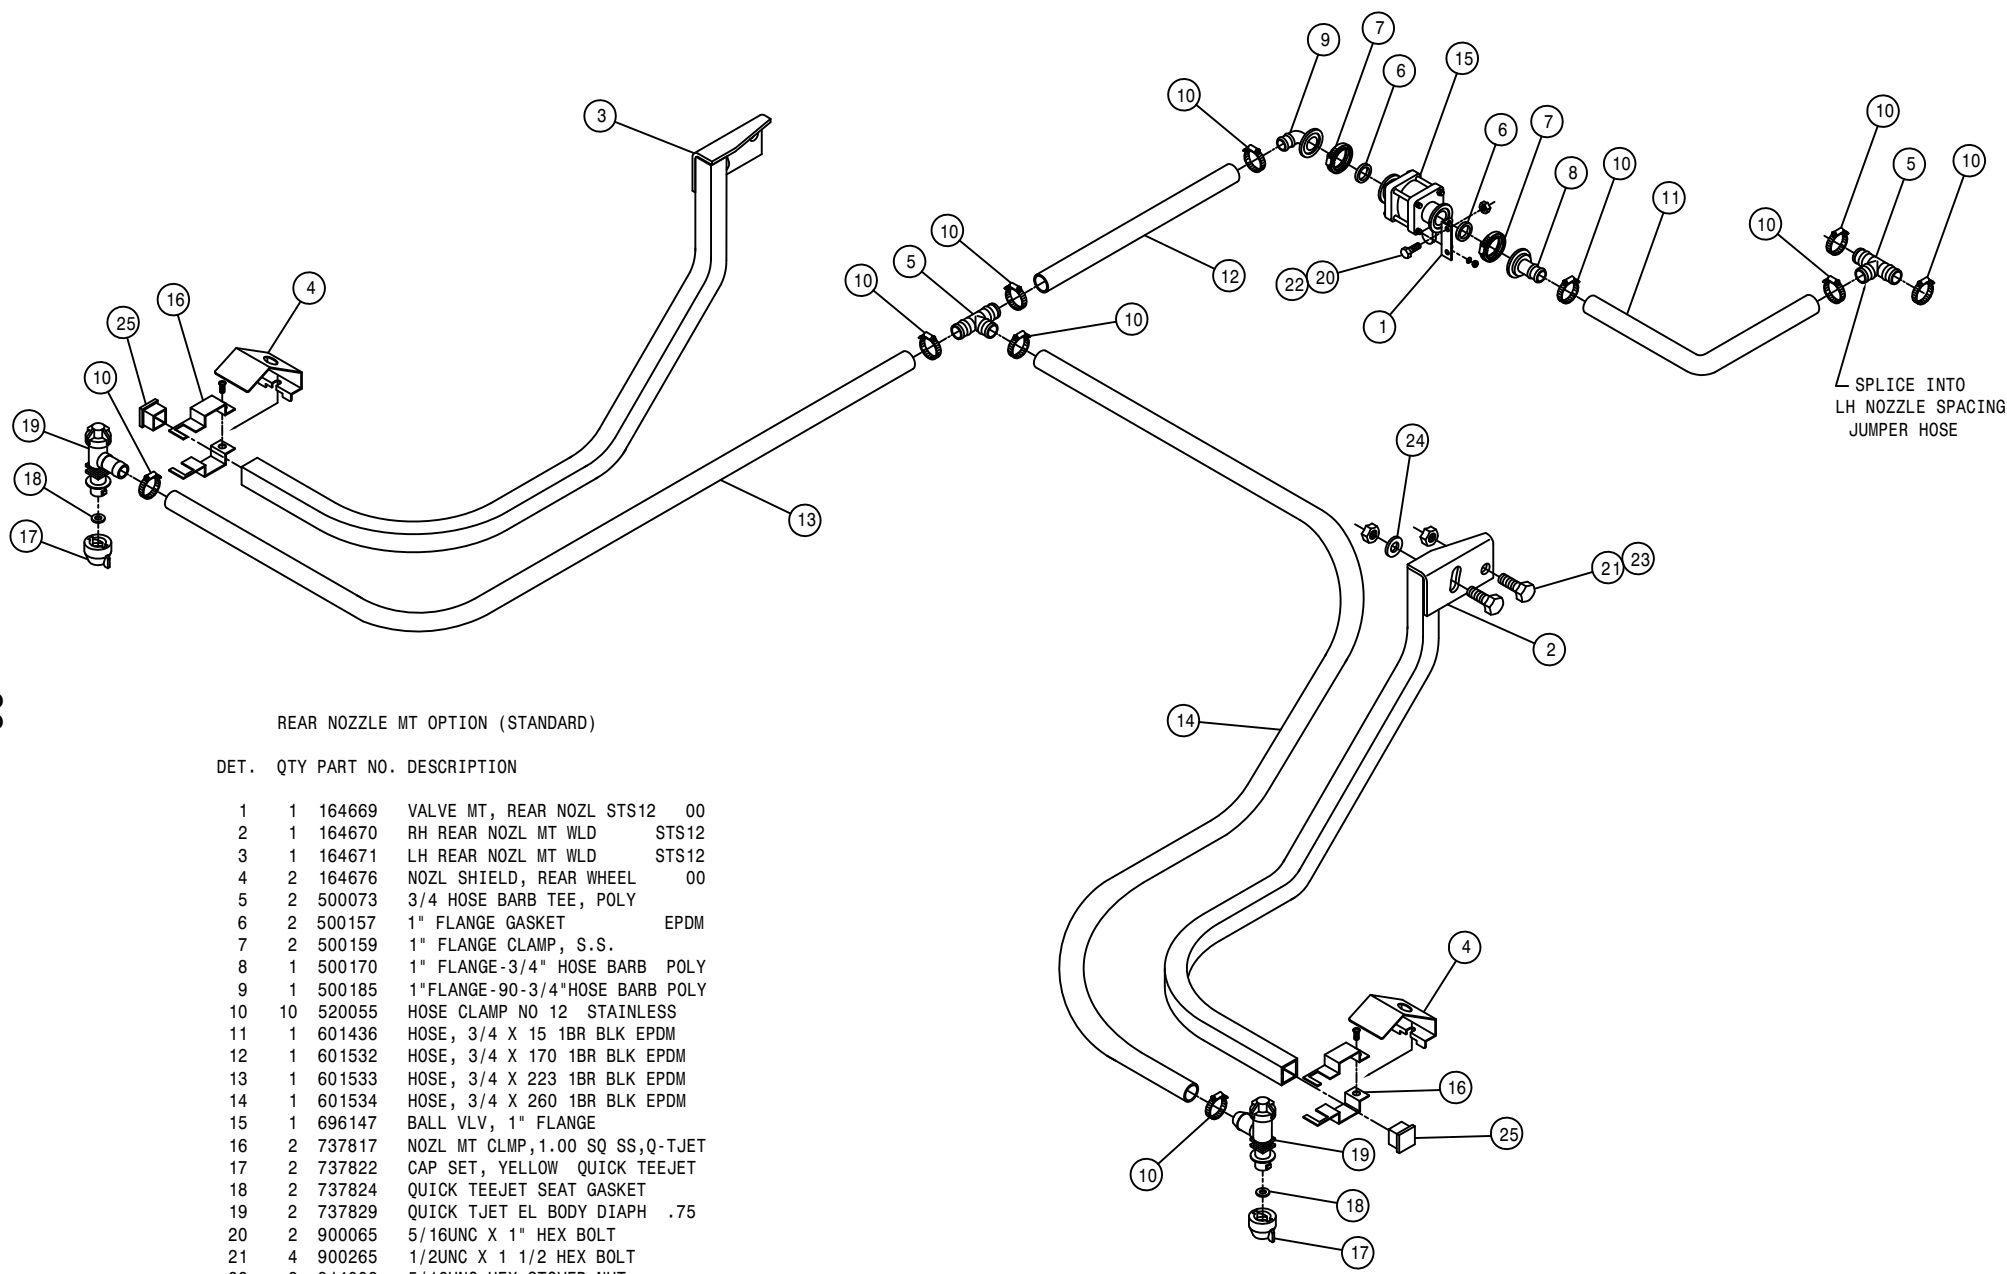 9
7
6
15
10
3
6
7
8
10
11
10
10
5
10
10
10
5
10
12
22
20
1
10
SPLICE INTO
LH NOZZLE SPACING
JUMPER HOSE
4
16
25
10
19
18
17
13
24
21
23
2
14
4
16
25
19
10
18
17
REAR NOZZLE MT OPTION (STANDARD)
DET. QTY PART NO. DESCRIPTION
1 1 164669 VALVE MT, REAR NOZL STS12 00
2 1 164670 RH REAR NOZL MT WLD STS12
3 1 164671 LH REAR NOZL MT WLD STS12
4 2 164676 NOZL SHIELD, REAR WHEEL 00
5 2 500073 3/4 HOSE BARB TEE, POLY
6 2 500157 1" FLANGE GASKET EPDM
7 2 500159 1" FLANGE CLAMP, S.S.
8 1 500170 1" FLANGE-3/4" HOSE BARB POLY
9 1 500185 1"FLANGE-90-3/4"HOSE BARB POLY
10 10 520055 HOSE CLAMP NO 12 STAINLESS
11 1 601436 HOSE, 3/4 X 15 1BR BLK EPDM
12 1 601532 HOSE, 3/4 X 170 1BR BLK EPDM
13 1 601533 HOSE, 3/4 X 223 1BR BLK EPDM
14 1 601534 HOSE, 3/4 X 260 1BR BLK EPDM
15 1 696147 BALL VLV, 1" FLANGE
16 2 737817 NOZL MT CLMP,1.00 SQ SS,Q-TJET
17 2 737822 CAP SET, YELLOW QUICK TEEJET
18 2 737824 QUICK TEEJET SEAT GASKET
19 2 737829 QUICK TJET EL BODY DIAPH .75
20 2 900065 5/16UNC X 1" HEX BOLT
21 4 900265 1/2UNC X 1 1/2 HEX BOLT